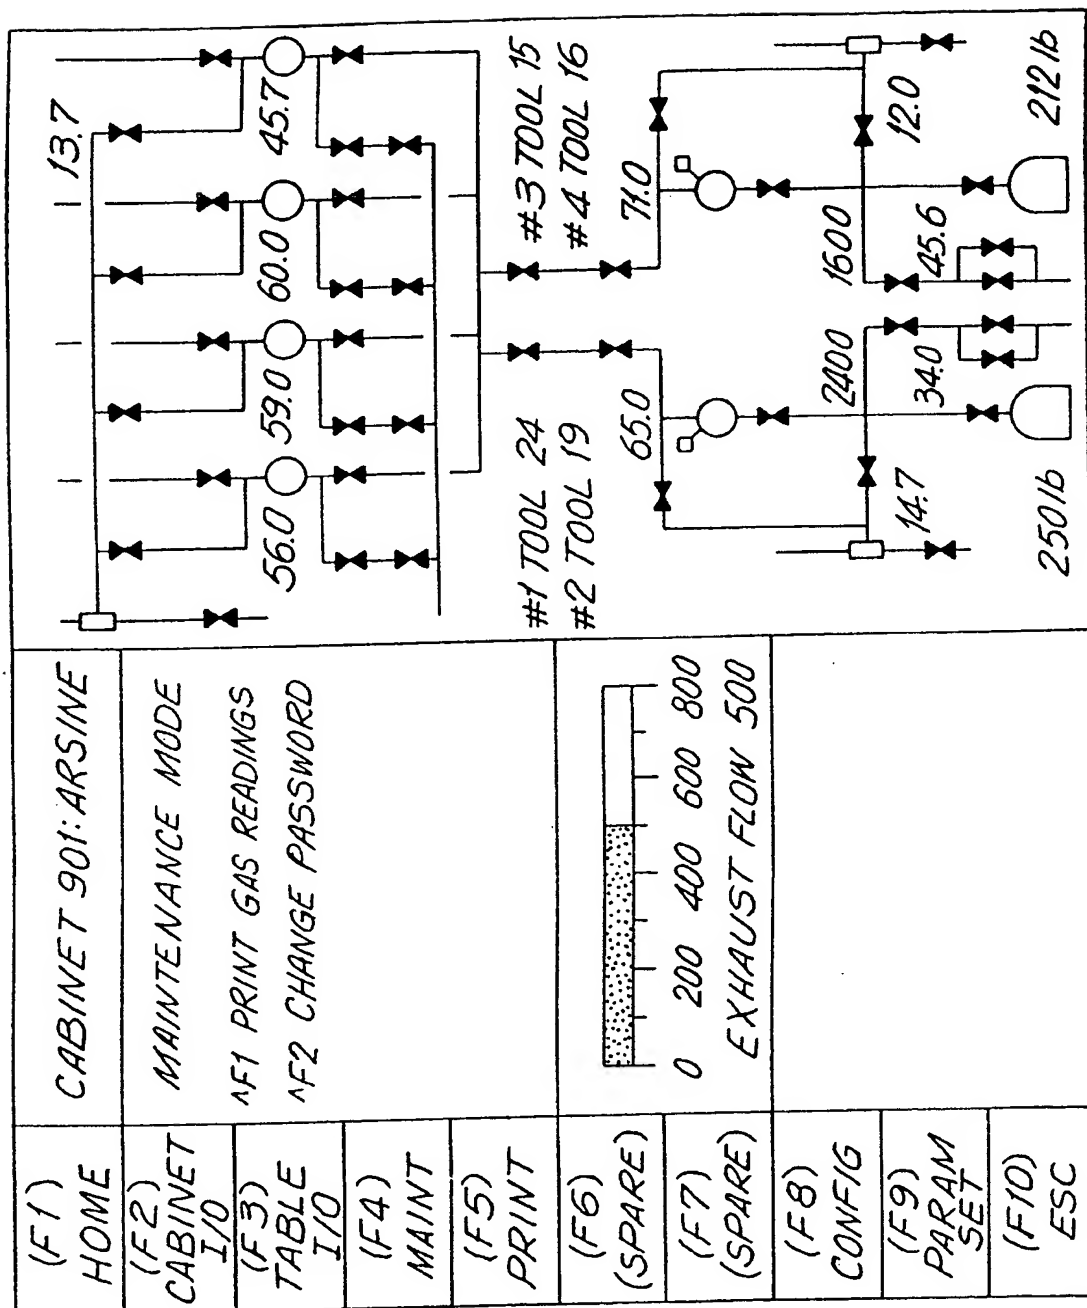 (F1)
HOME
(F2)
CABINET
I/O
(F3)
TABLE
I/O
(F4)
MAINT
(F5)
PRINT
(F6)
(SPARE)
(F7)
(SPARE)
(F8)
CONFIG
(F9)
PARAM
SET
(F10)
ESC
CABINET 901: ARSINE
MAINTENANCE MODE
^F1 PRINT GAS READINGS
^F2 CHANGE PASSWORD
0 200 400 600 800
EXHAUST FLOW 500
13.7
56.0 59.0 60.0 45.7
#1 TOOL 24 #3 TOOL 15
#2 TOOL 19 #4 TOOL 16
65.0 71.0
2400 1600
14.7 34.0 45.6 12.0
250 lb 212 lb